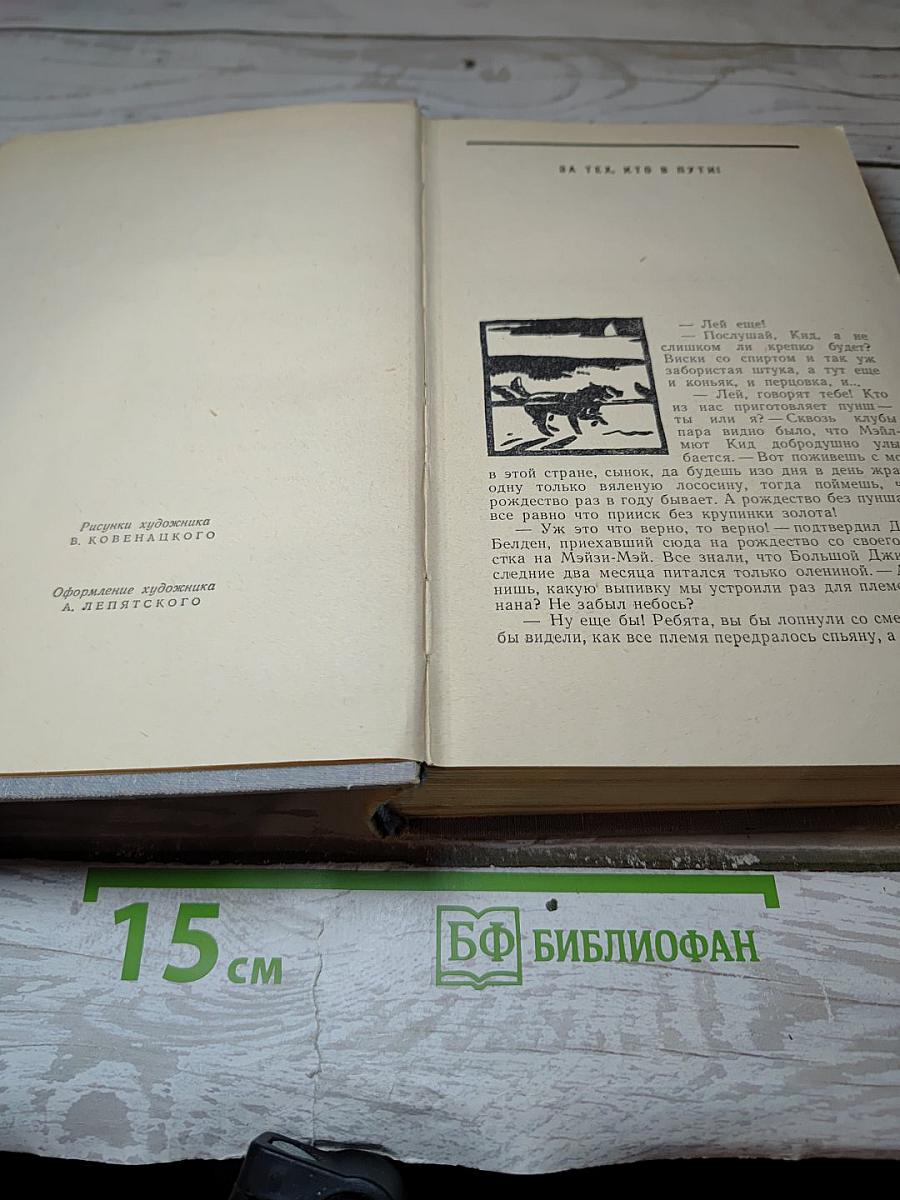 Рисунки художника
В. КОВЕНАЦКОГО
Оформление художника
А. ЛЕПЯТСКОГО
ЗА ТЕХ, КТО В ПУТИ!
— Лей еще!
— Послушай, Кид, а не
слишком ли крепко будет?
Виски со спиртом и так уж
забористая штука, а тут еще
и коньяк, и перцовка, и...
— Лей, говорят тебе! Кто
из нас приготовляет пунш —
ты или я? — Сквозь клубы
пара видно было, что Мэйл-
мют Кид добродушно улы
бается. — Вот поживешь с мо
в этой стране, сынок, да будешь изо дня в день жра
одну только вяленую лососину, тогда поймешь, ч
рождество раз в году бывает. А рождество без пунша
все равно что прииск без крупинки золота!
— Уж это что верно, то верно! — подтвердил Д
Белден, приехавший сюда на рождество со своего
стка на Мэйзи-Мэй. Все знали, что Большой Джи
следние два месяца питался только олениной. —
нишь, какую выпивку мы устроили раз для племе
нана? Не забыл небось?
— Ну еще бы! Ребята, вы бы лопнули со сме
бы видели, как все племя передралось спьяну, а
15 см
БФ БИБЛИОФАН